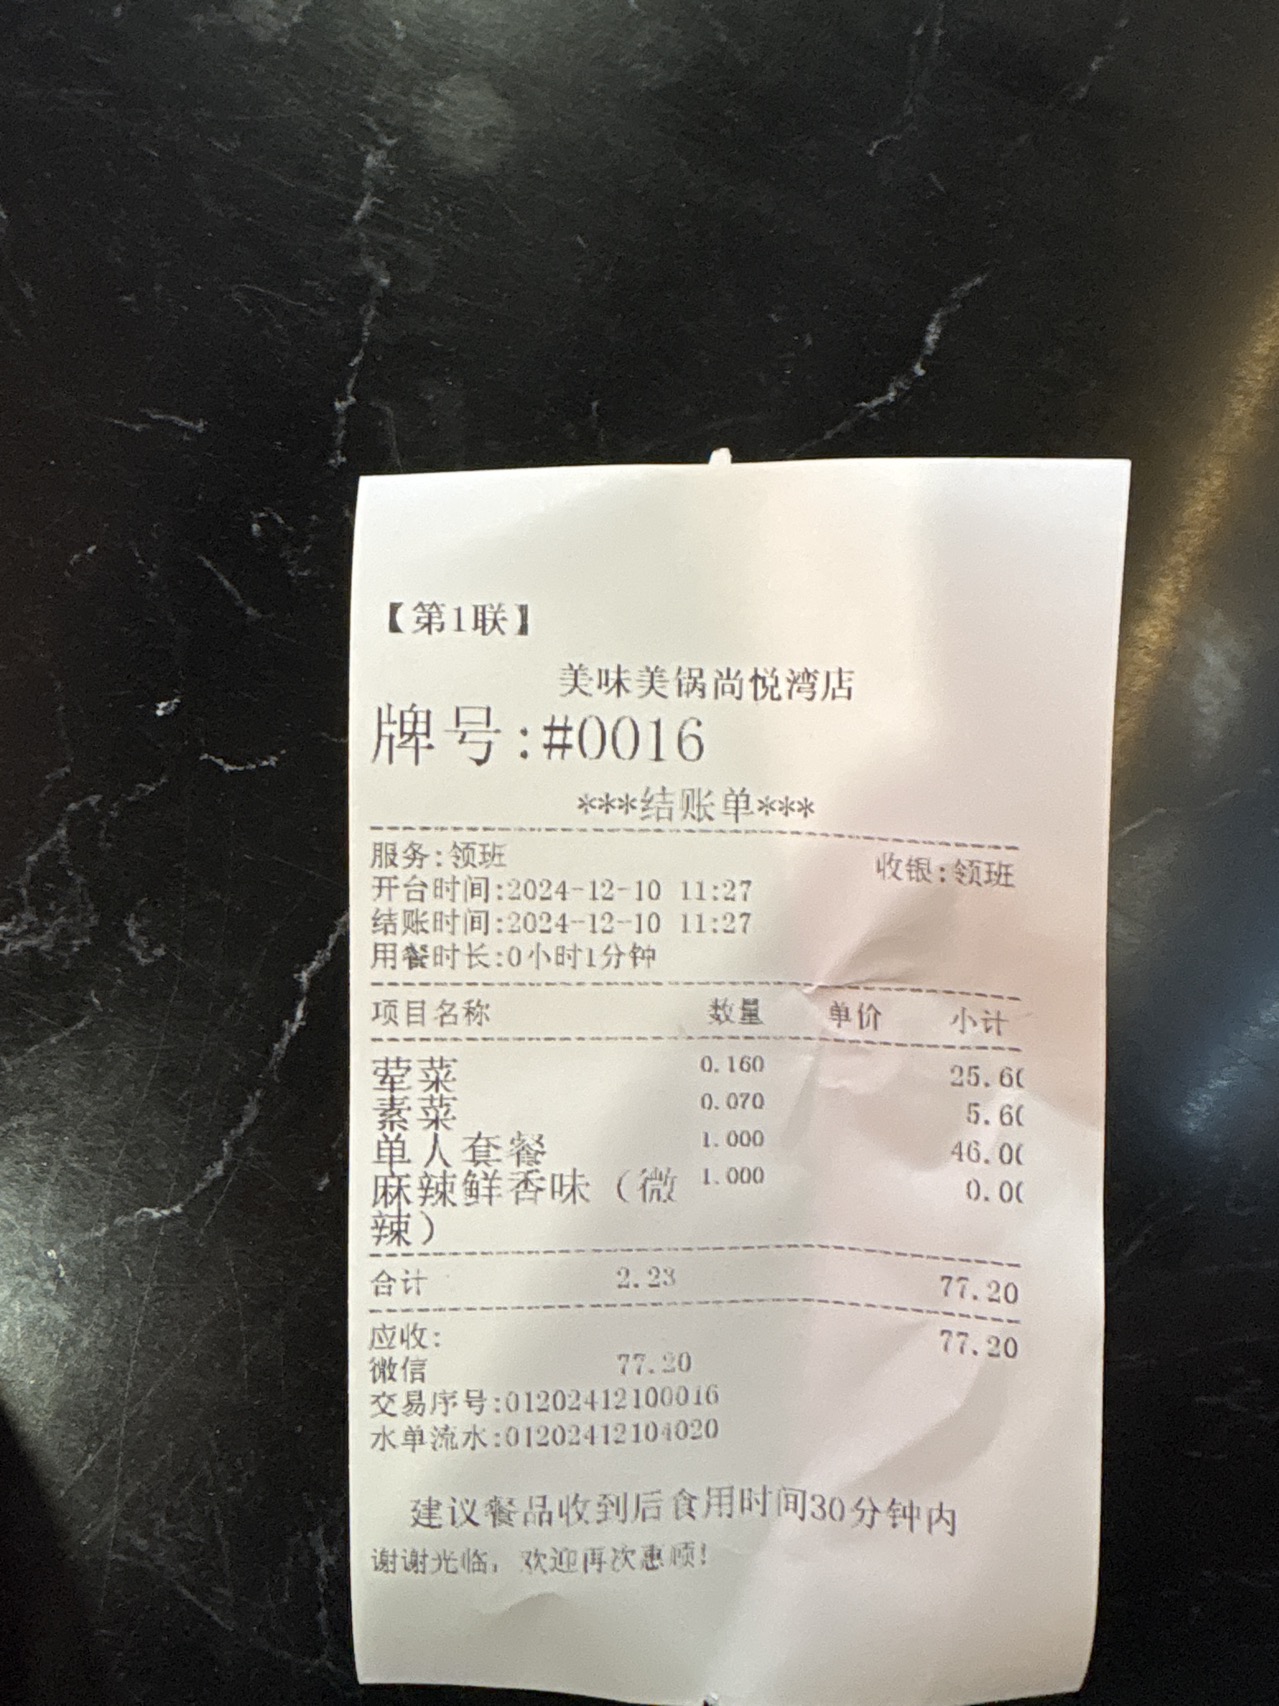 【第1联】
美味美锅尚悦湾店
牌号:#0016
***结账单***
服务:领班 收银:领班
开台时间:2024-12-10 11:27
结账时间:2024-12-10 11:27
用餐时长:0小时1分钟
项目名称 数量 单价 小计
荤菜 0.160 25.60
素菜 0.070 5.60
单人套餐 1.000 46.00
麻辣鲜香味（微 1.000 0.00
辣）
合计 2.23 77.20
应收: 77.20
微信 77.20
交易序号:01202412100016
水单流水:01202412104020
建议餐品收到后食用时间30分钟内
谢谢光临，欢迎再次惠顾!